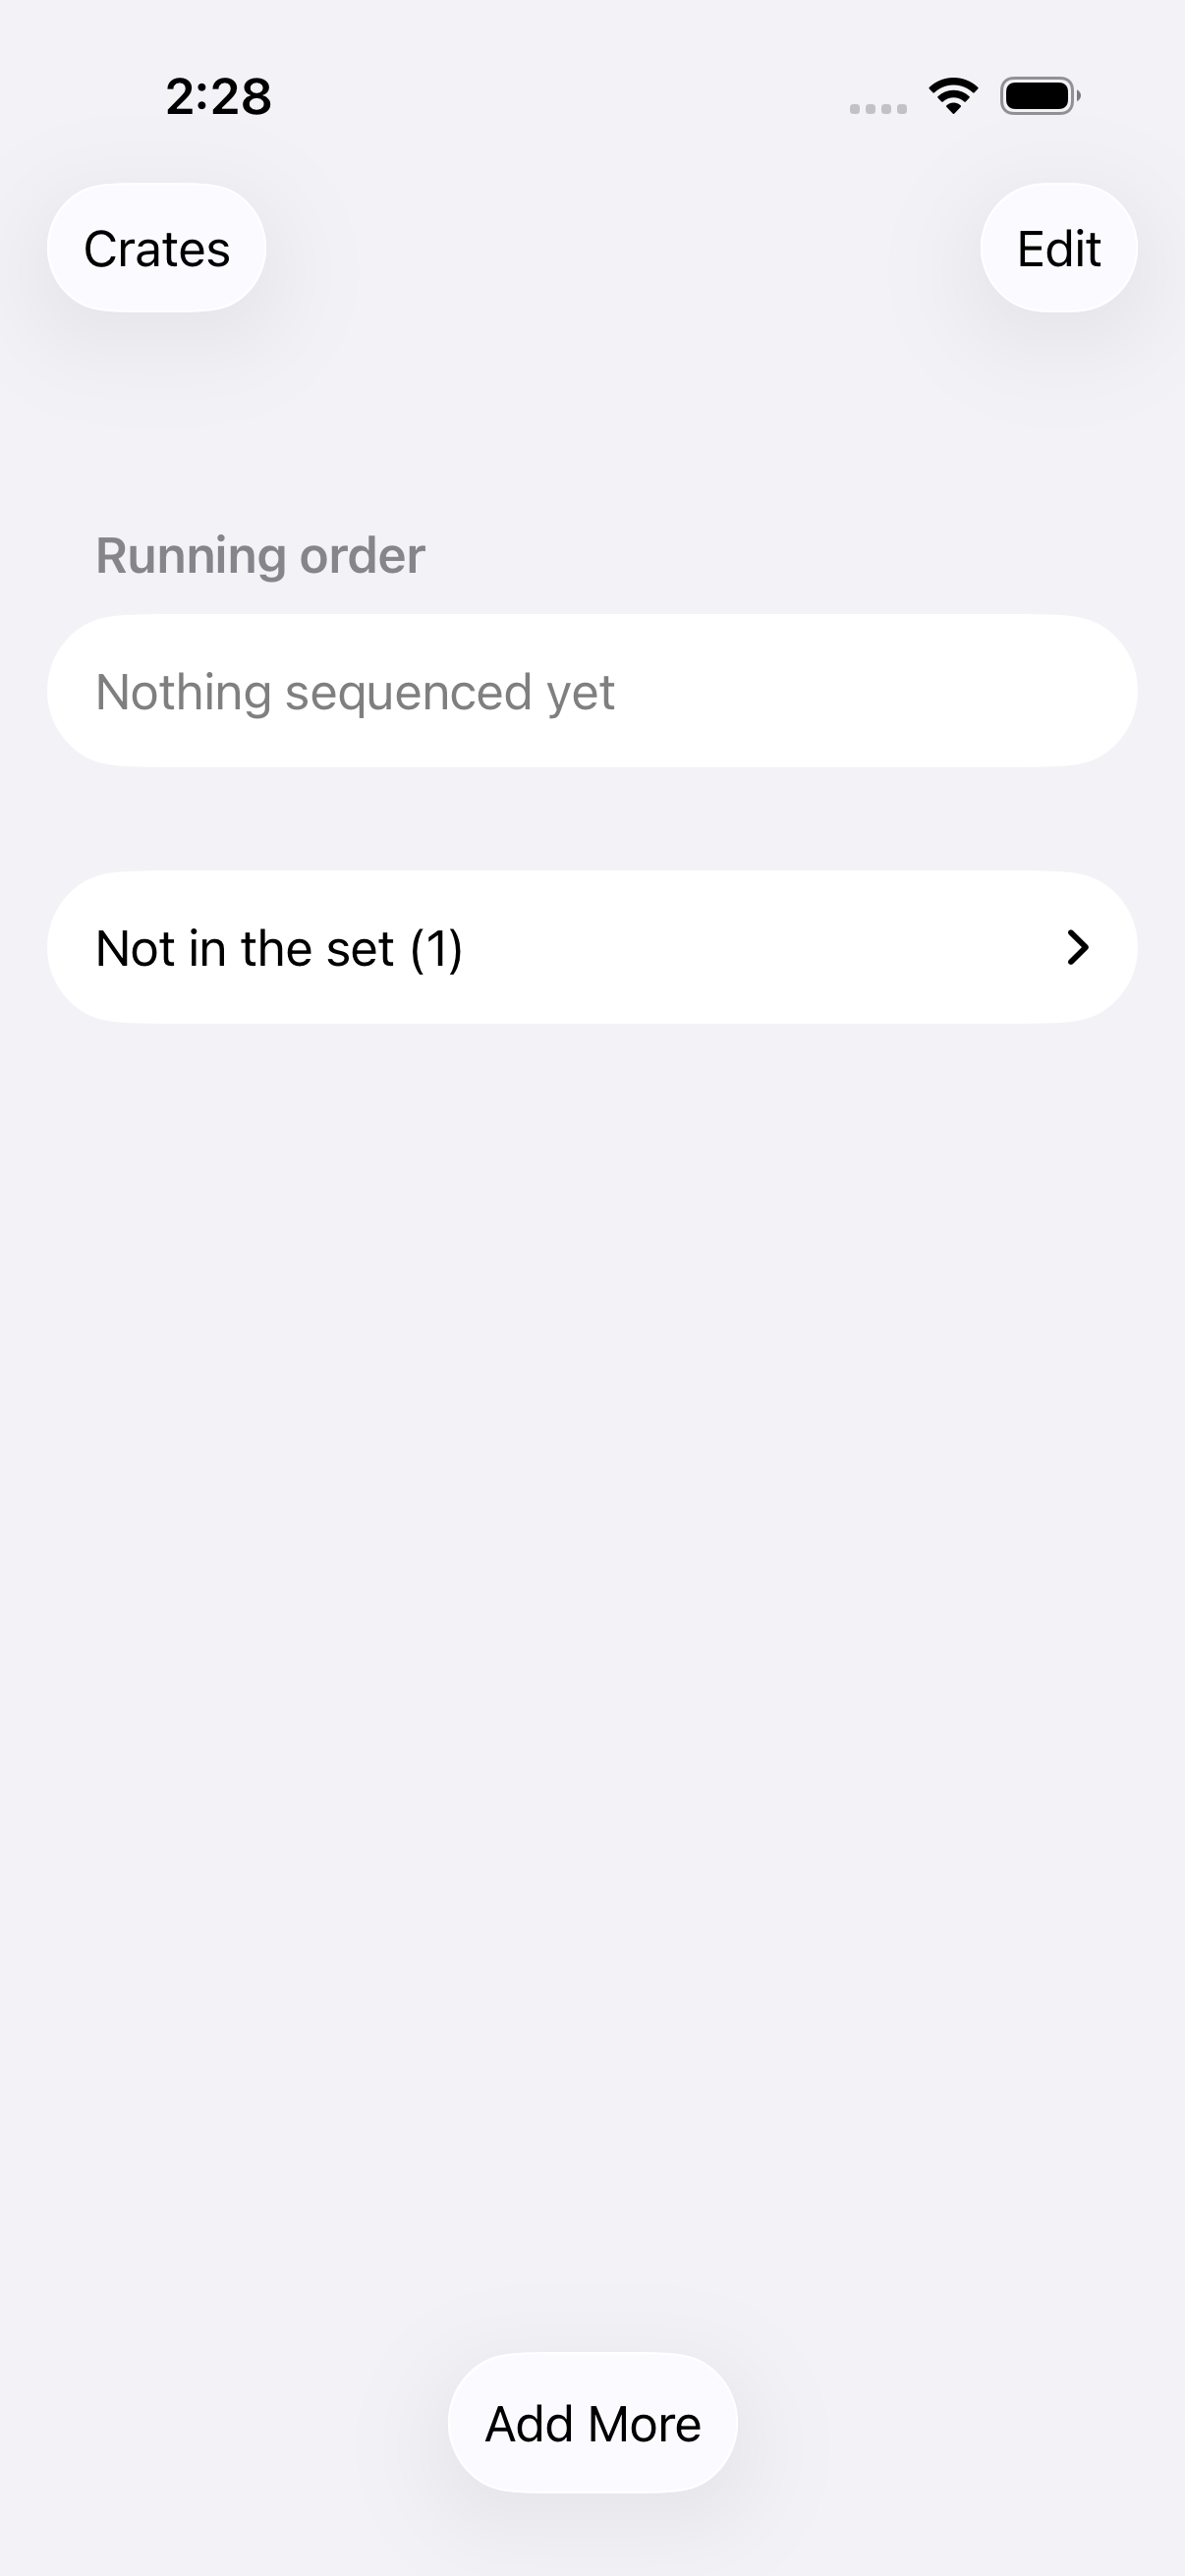 2:28
Crates
Edit
Running order
Nothing sequenced yet
Not in the set (1)
Add More